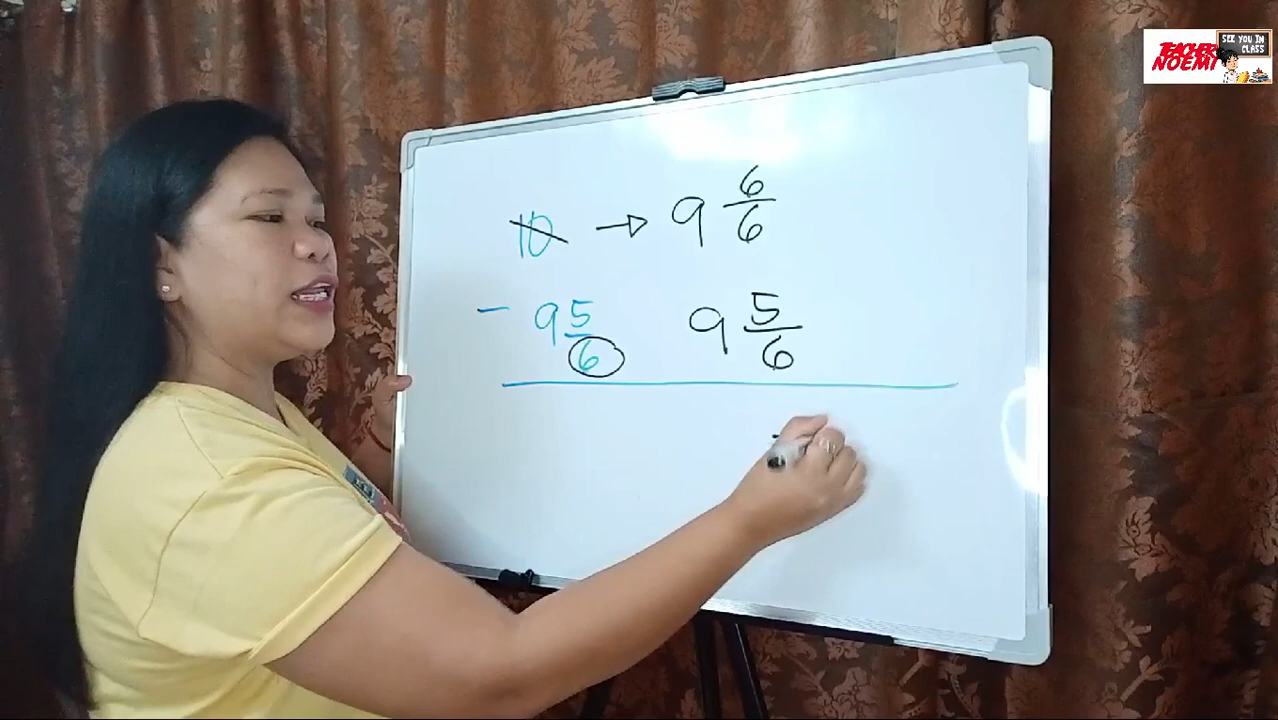 TEACHER NOEMI
SEE YOU IN CLASS
10 → 9 6/6
- 9 5/6 9 5/6